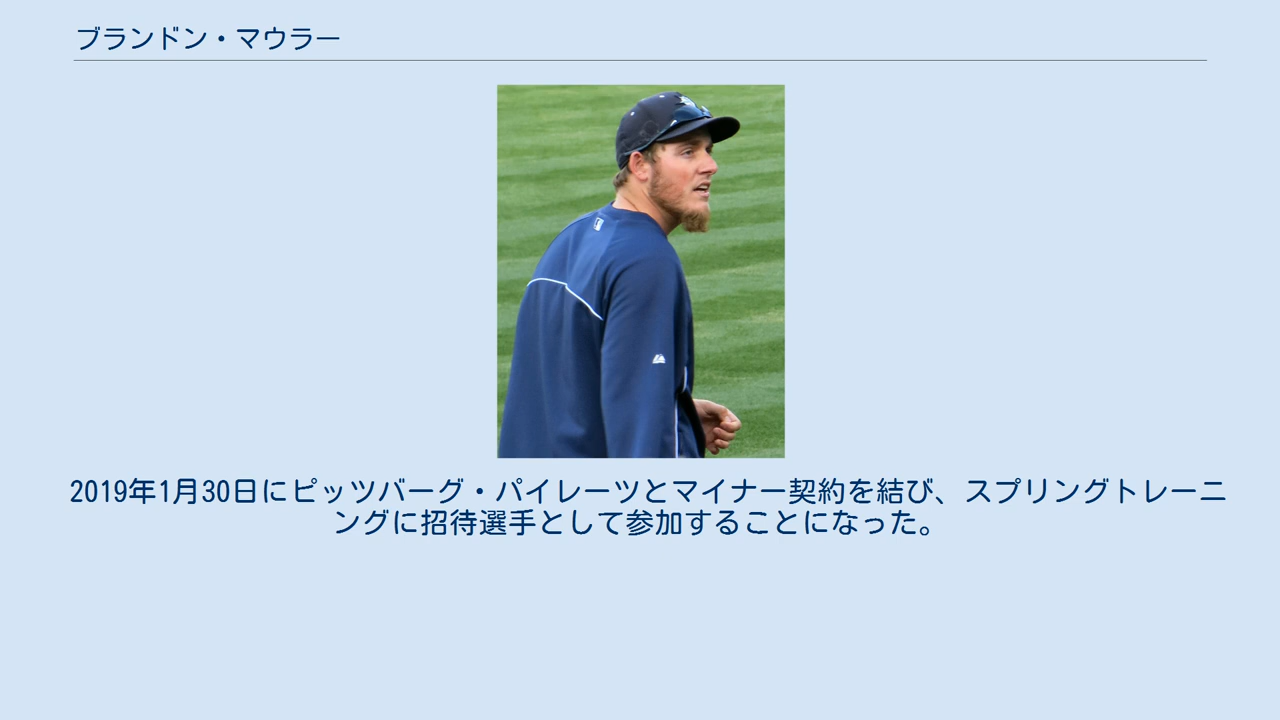 ブランドン・マウラー
2019年1月30日にピッツバーグ・パイレーツとマイナー契約を結び、スプリングトレーニ
ングに招待選手として参加することになった。